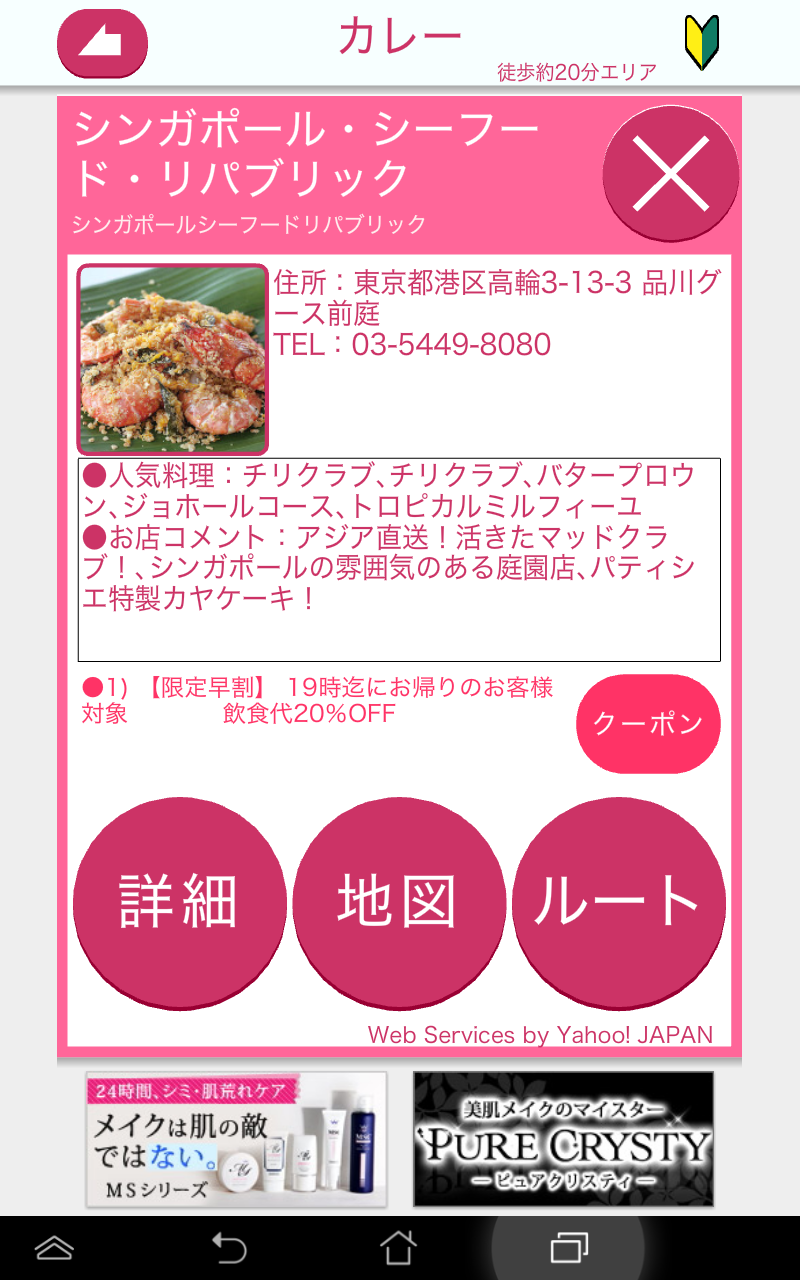 カレー
徒歩約20分エリア
シンガポール・シーフー
ド・リパブリック
シンガポールシーフードリパブリック
住所：東京都港区高輪3-13-3 品川グ
ース前庭
TEL：03-5449-8080
●人気料理：チリクラブ､チリクラブ､バタープロウ
ン､ジョホールコース､トロピカルミルフィーユ
●お店コメント：アジア直送！活きたマッドクラ
ブ！､シンガポールの雰囲気のある庭園店､パティシ
エ特製カヤケーキ！
●1) 【限定早割】 19時迄にお帰りのお客様
対象　　　　飲食代20%OFF
クーポン
詳細
地図
ルート
Web Services by Yahoo! JAPAN
24時間、シミ・肌荒れケア
メイクは肌の敵
ではない。
MSシリーズ
美肌メイクのマイスター
PURE CRYSTY
ーピュアクリスティー